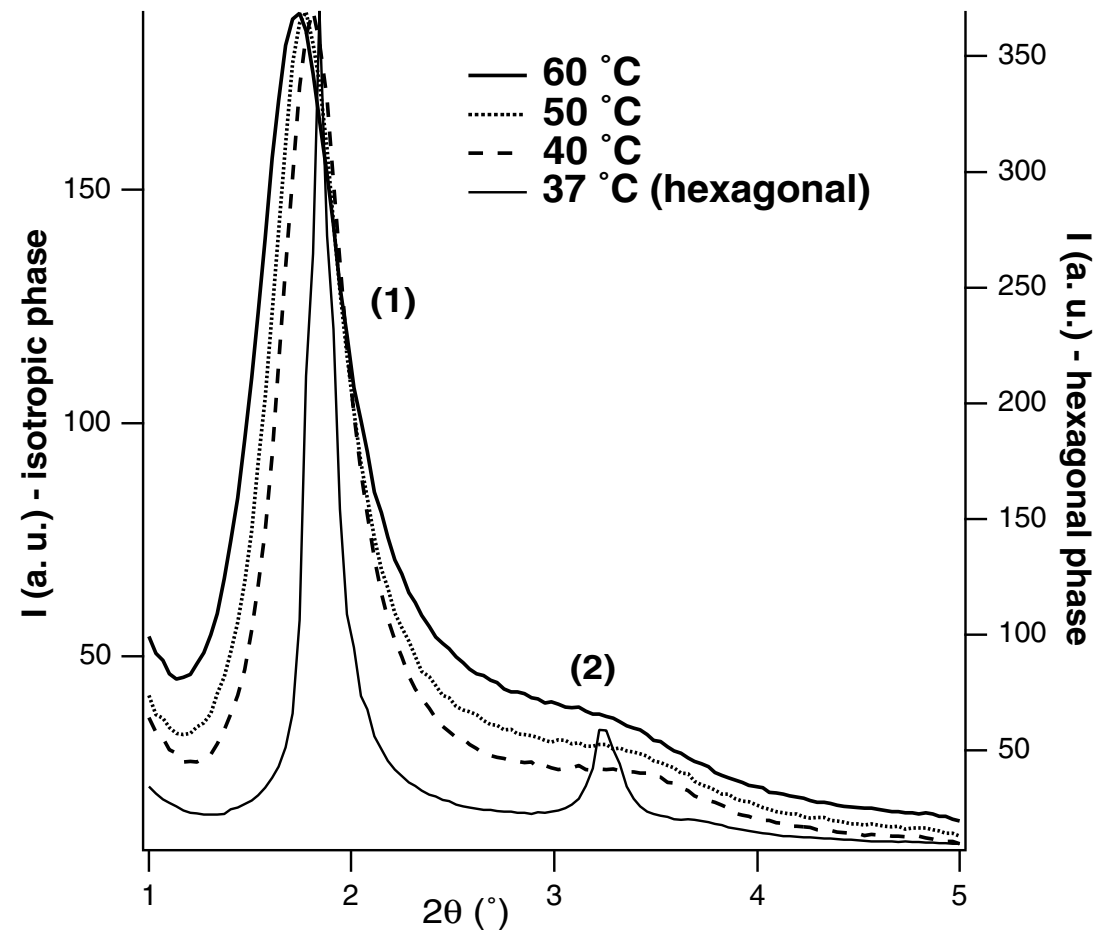 60 ˚C
50 ˚C
40 ˚C
37 ˚C (hexagonal)
(1)
(2)
I (a. u.) - isotropic phase
150
100
50
I (a. u.) - hexagonal phase
350
300
250
200
150
100
50
1
2
3
4
5
2θ (˚)